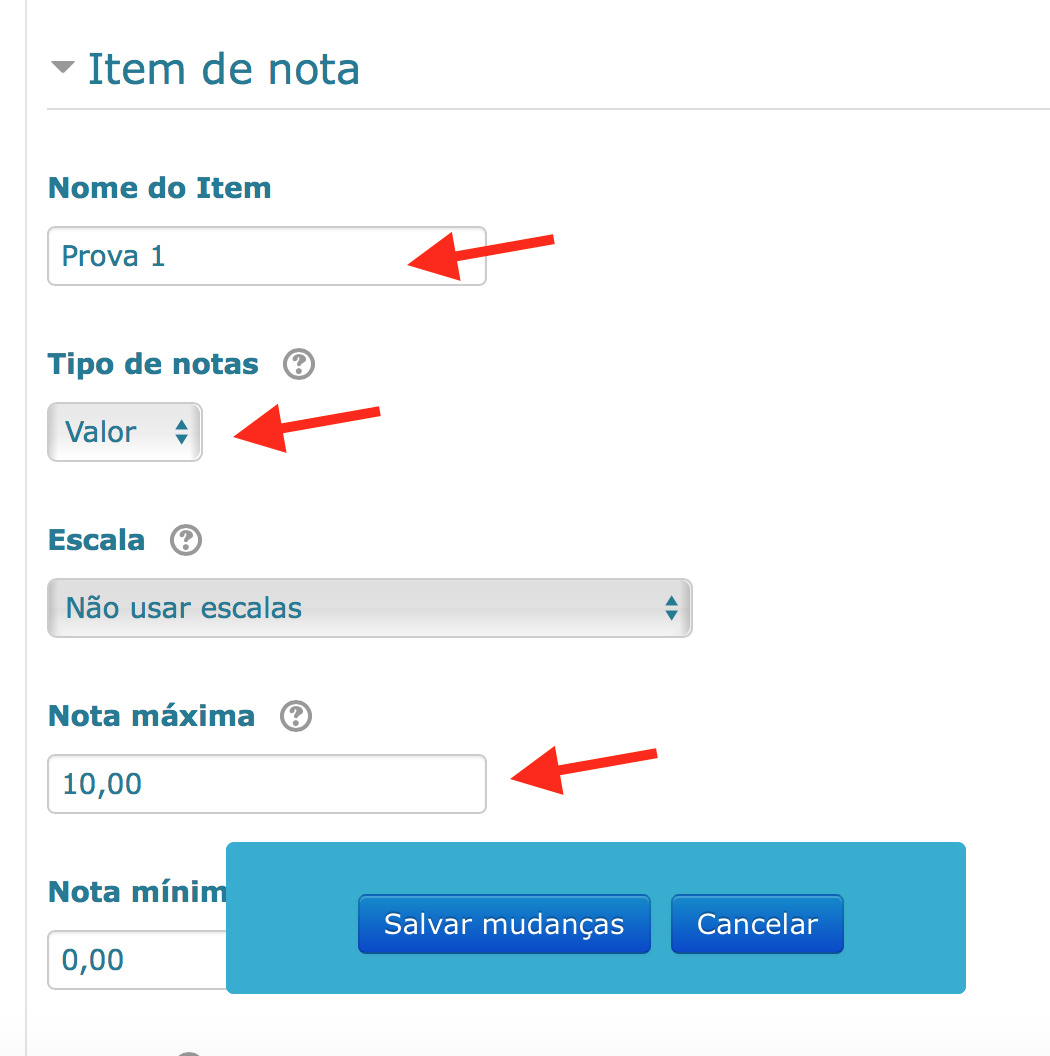 Item de nota
Nome do Item
Prova 1
Tipo de notas
Valor
Escala
Não usar escalas
Nota máxima
10,00
Nota mínim
Salvar mudanças Cancelar
0,00